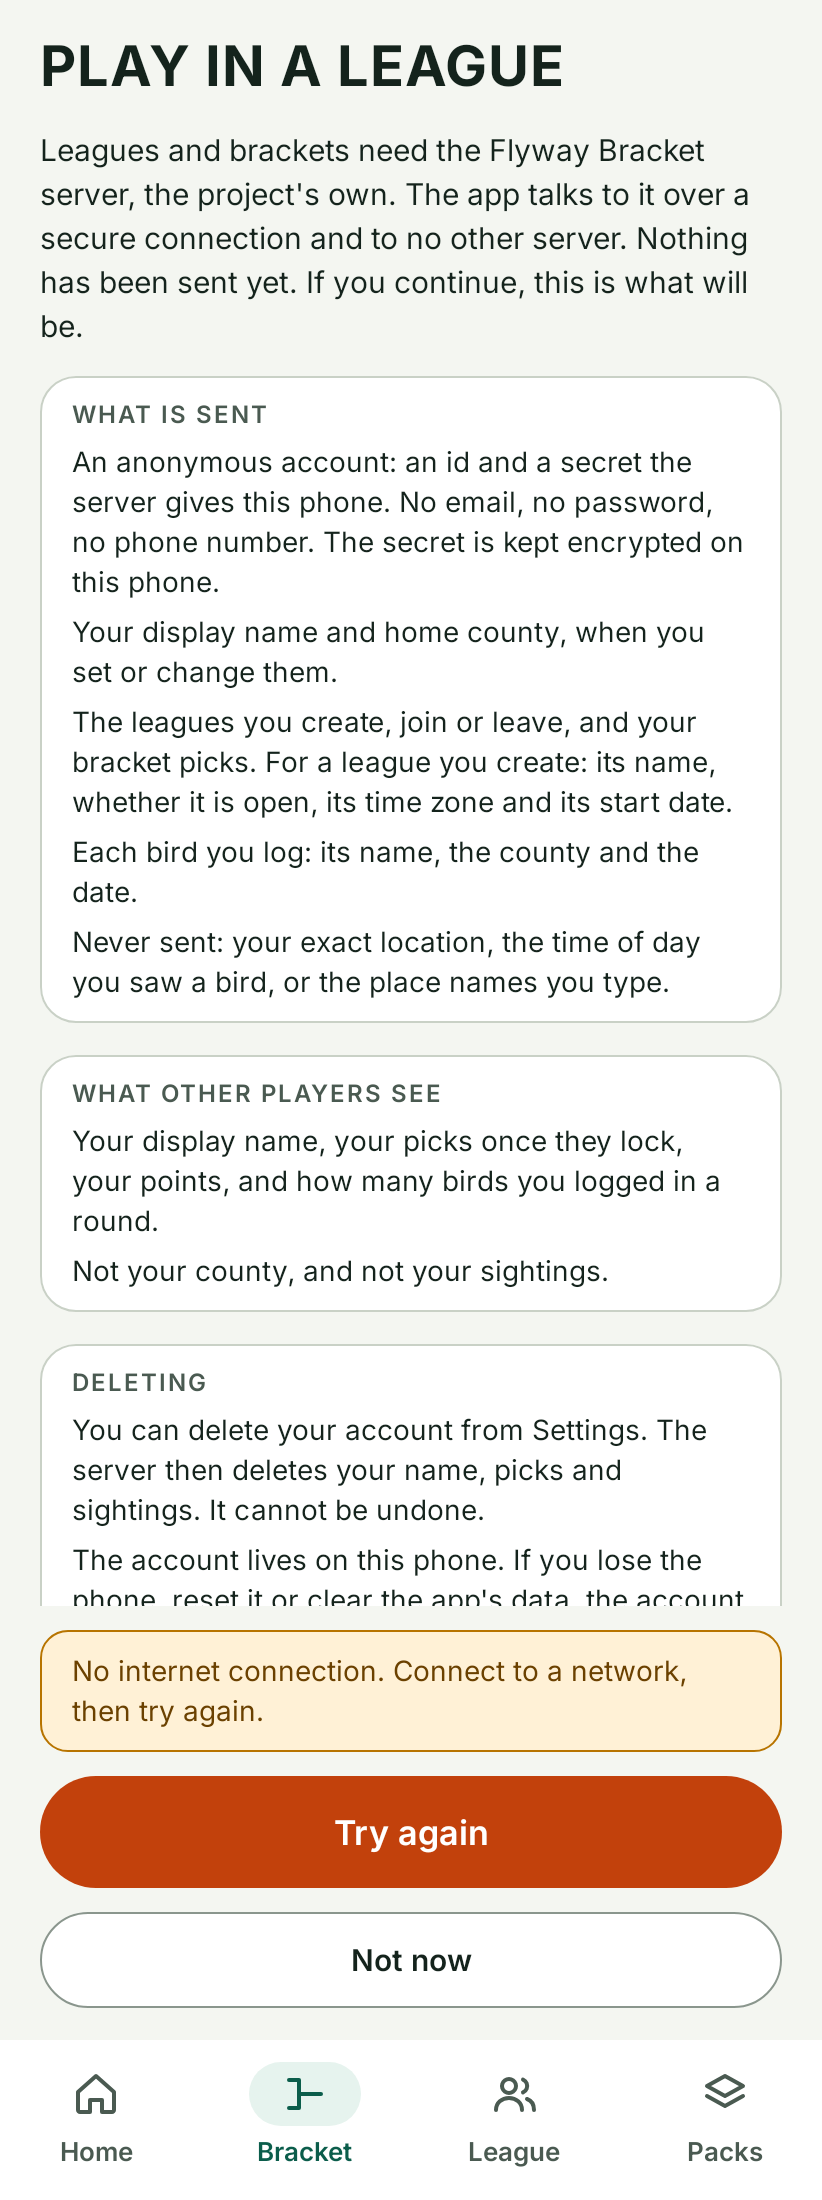 PLAY IN A LEAGUE
Leagues and brackets need the Flyway Bracket
server, the project's own. The app talks to it over a
secure connection and to no other server. Nothing
has been sent yet. If you continue, this is what will
be.
WHAT IS SENT
An anonymous account: an id and a secret the
server gives this phone. No email, no password,
no phone number. The secret is kept encrypted on
this phone.
Your display name and home county, when you
set or change them.
The leagues you create, join or leave, and your
bracket picks. For a league you create: its name,
whether it is open, its time zone and its start date.
Each bird you log: its name, the county and the
date.
Never sent: your exact location, the time of day
you saw a bird, or the place names you type.
WHAT OTHER PLAYERS SEE
Your display name, your picks once they lock,
your points, and how many birds you logged in a
round.
Not your county, and not your sightings.
DELETING
You can delete your account from Settings. The
server then deletes your name, picks and
sightings. It cannot be undone.
The account lives on this phone. If you lose the
phone, reset it or clear the app's data, the account
No internet connection. Connect to a network,
then try again.
Try again
Not now
Home
Bracket
League
Packs